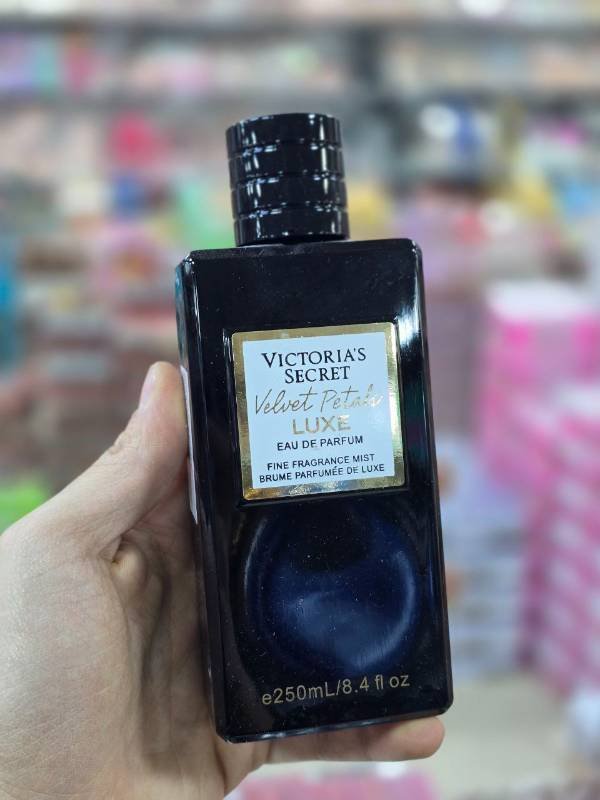 VICTORIA'S
SECRET
Velvet Petals
LUXE
EAU DE PARFUM
FINE FRAGRANCE MIST
BRUME PARFUMÉE DE LUXE
e250mL/8.4 fl oz